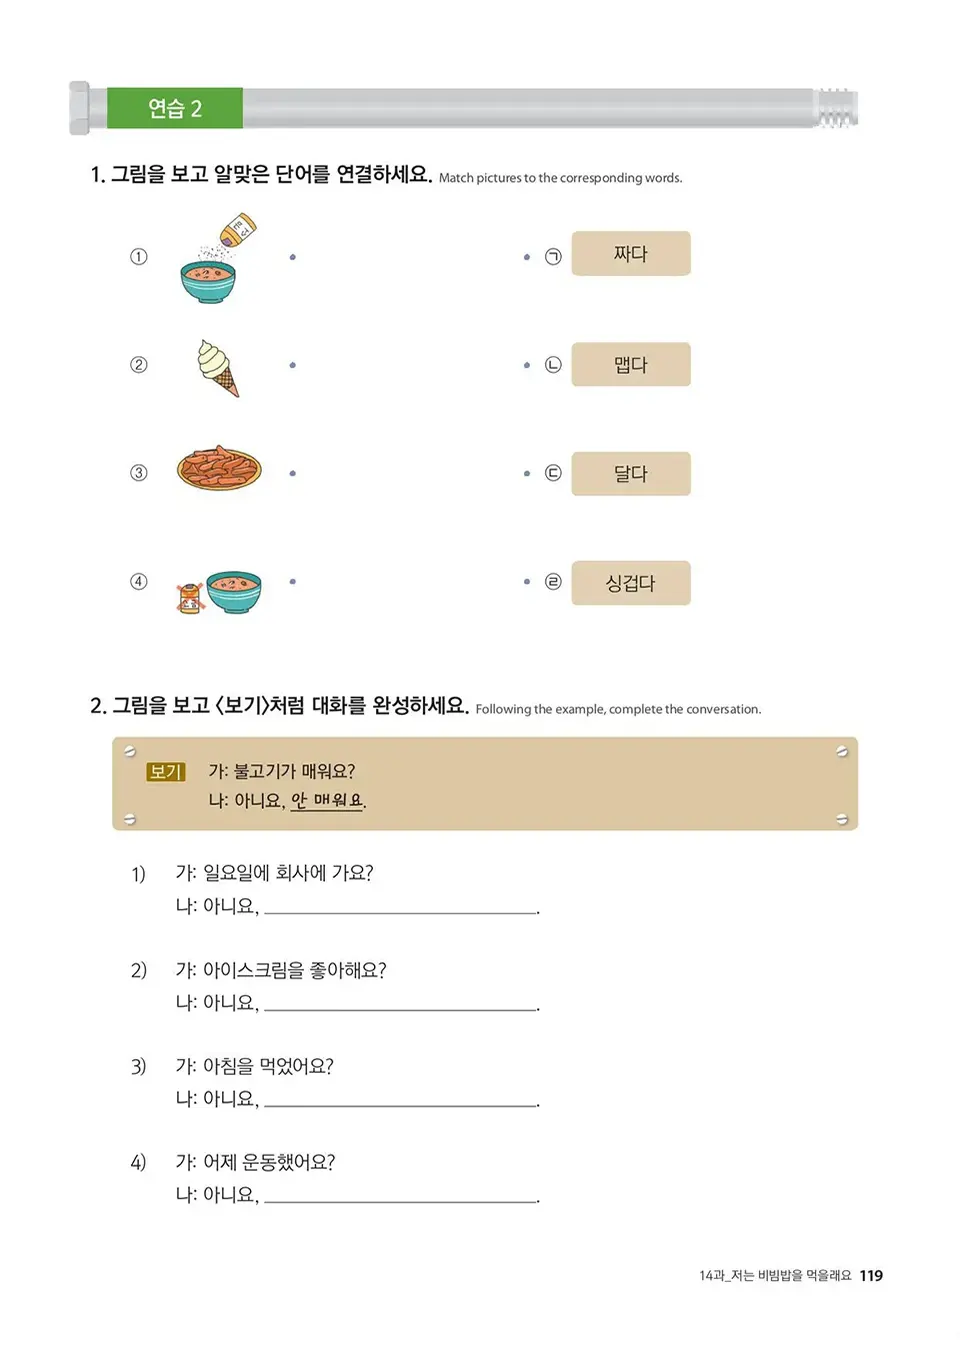 연습 2
1. 그림을 보고 알맞은 단어를 연결하세요. Match pictures to the corresponding words.
① ㉠ 짜다
② ㉡ 맵다
③ ㉢ 달다
④ ㉣ 싱겁다
2. 그림을 보고 〈보기〉처럼 대화를 완성하세요. Following the example, complete the conversation.
보기 가: 불고기가 매워요?
나: 아니요, 안 매워요.
1) 가: 일요일에 회사에 가요?
나: 아니요, .
2) 가: 아이스크림을 좋아해요?
나: 아니요, .
3) 가: 아침을 먹었어요?
나: 아니요, .
4) 가: 어제 운동했어요?
나: 아니요, .
14과_저는 비빔밥을 먹을래요 119